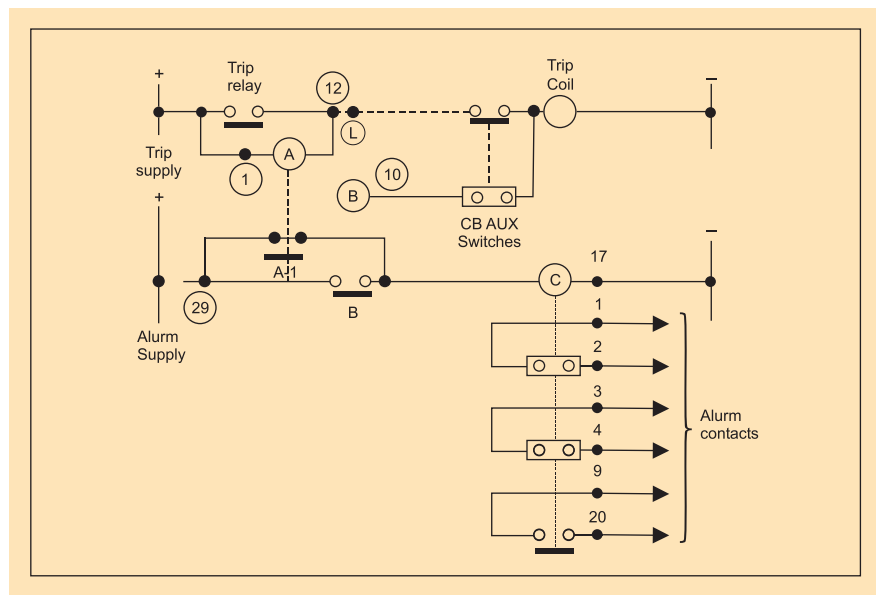 +
Trip
relay
12
Trip
Coil
–
L
A
1
Trip
supply
+
B
10
CB AUX
Switches
A-1
29
B
C
17
–
Alurm
Supply
1
2
3
4
9
20
Alurm
contacts